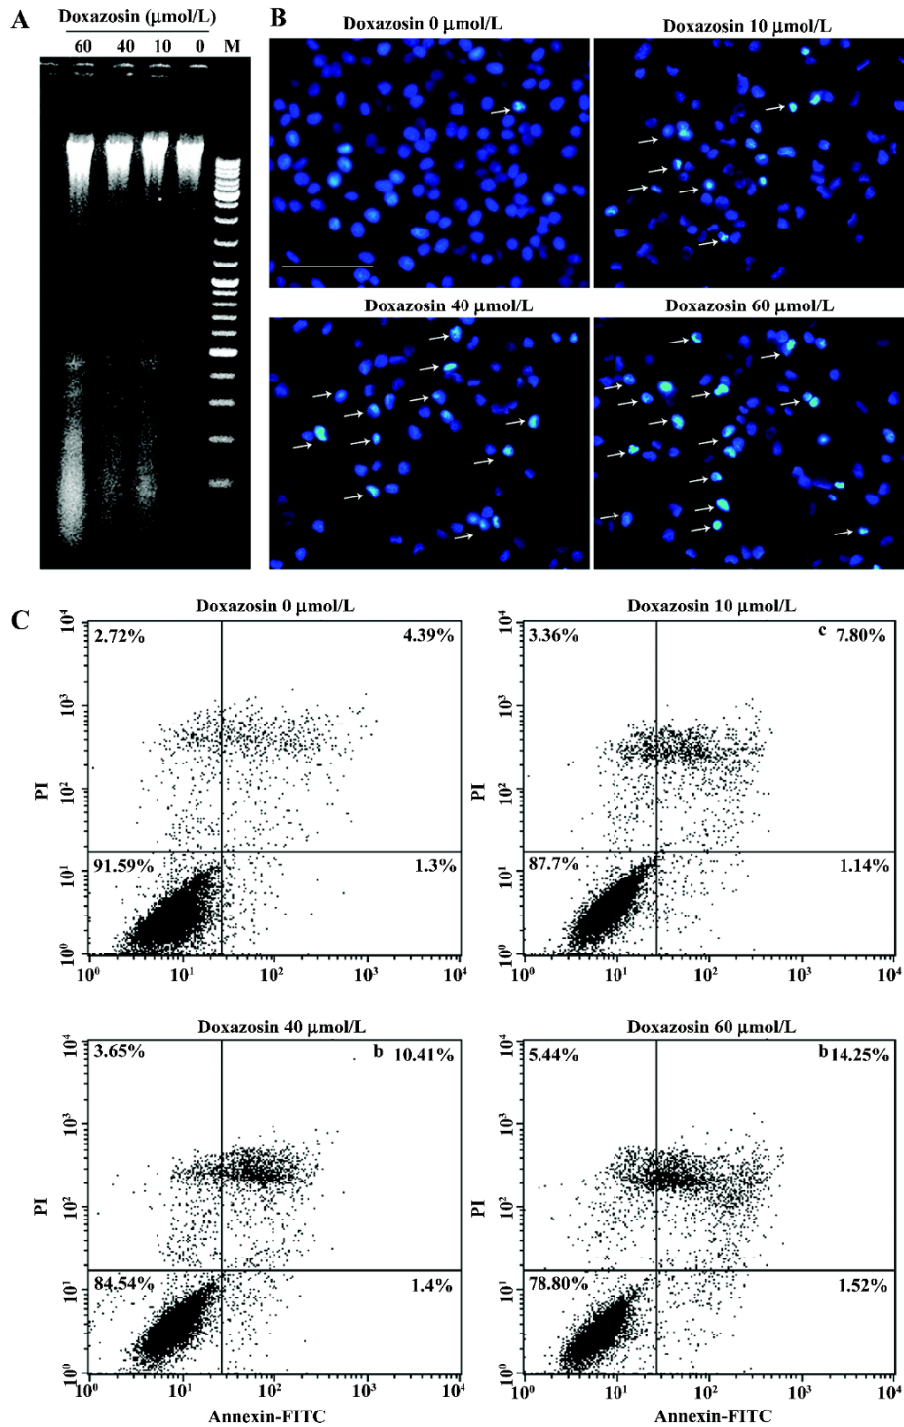 A
Doxazosin (μmol/L)
60 40 10 0 M
B
Doxazosin 0 μmol/L
Doxazosin 10 μmol/L
Doxazosin 40 μmol/L
Doxazosin 60 μmol/L
C
Doxazosin 0 μmol/L
2.72% 4.39%
91.59% 1.3%
PI
10⁴
10³
10²
10¹
10⁰
10⁰ 10¹ 10² 10³ 10⁴
Doxazosin 10 μmol/L
3.36% c 7.80%
87.7% 1.14%
PI
10⁴
10³
10²
10¹
10⁰
10⁰ 10¹ 10² 10³ 10⁴
Doxazosin 40 μmol/L
3.65% b 10.41%
84.54% 1.4%
PI
10⁴
10³
10²
10¹
10⁰
10⁰ 10¹ 10² 10³ 10⁴
Annexin-FITC
Doxazosin 60 μmol/L
5.44% b 14.25%
78.80% 1.52%
PI
10⁴
10³
10²
10¹
10⁰
10⁰ 10¹ 10² 10³ 10⁴
Annexin-FITC